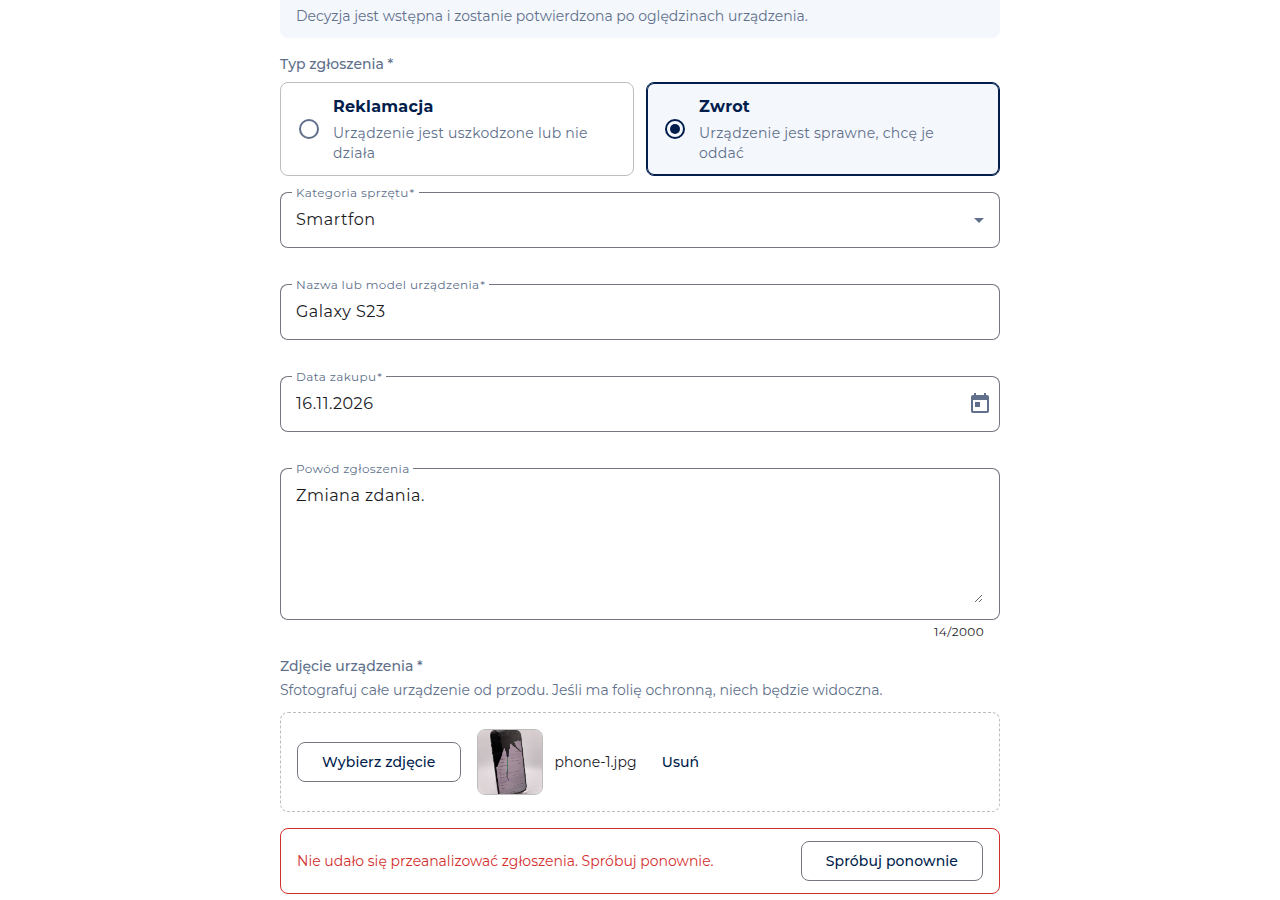 Decyzja jest wstępna i zostanie potwierdzona po oględzinach urządzenia.
Typ zgłoszenia *
Reklamacja
Urządzenie jest uszkodzone lub nie
działa
Zwrot
Urządzenie jest sprawne, chcę je
oddać
Kategoria sprzętu*
Smartfon
Nazwa lub model urządzenia*
Galaxy S23
Data zakupu*
16.11.2026
Powód zgłoszenia
Zmiana zdania.
14/2000
Zdjęcie urządzenia *
Sfotografuj całe urządzenie od przodu. Jeśli ma folię ochronną, niech będzie widoczna.
Wybierz zdjęcie
phone-1.jpg
Usuń
Nie udało się przeanalizować zgłoszenia. Spróbuj ponownie.
Spróbuj ponownie